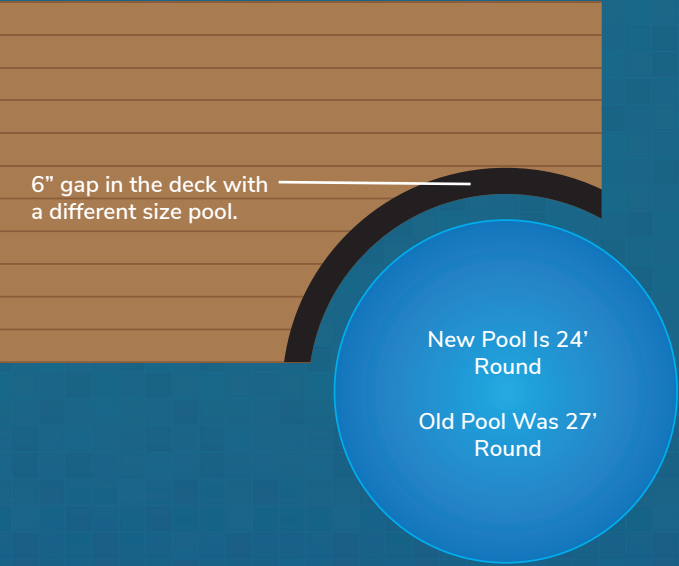 6” gap in the deck with
a different size pool.
New Pool Is 24’
Round
Old Pool Was 27’
Round